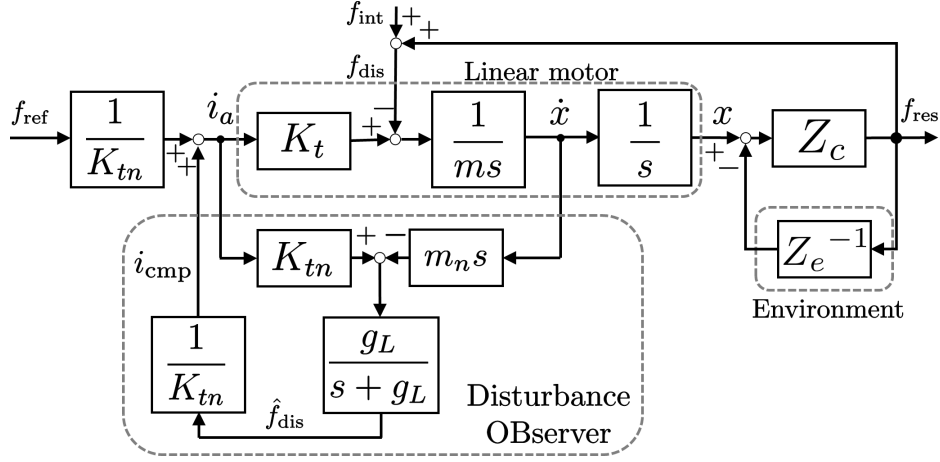 f_int + +
f_dis
Linear motor
f_ref
1/K_tn
+ +
i_a
K_t
+ −
1/ms
ẋ
1/s
x
+ −
Z_c
f_res
i_cmp
K_tn
+ −
m_n s
Z_e^{-1}
Environment
1/K_tn
g_L/(s + g_L)
f̂_dis
Disturbance
OBserver